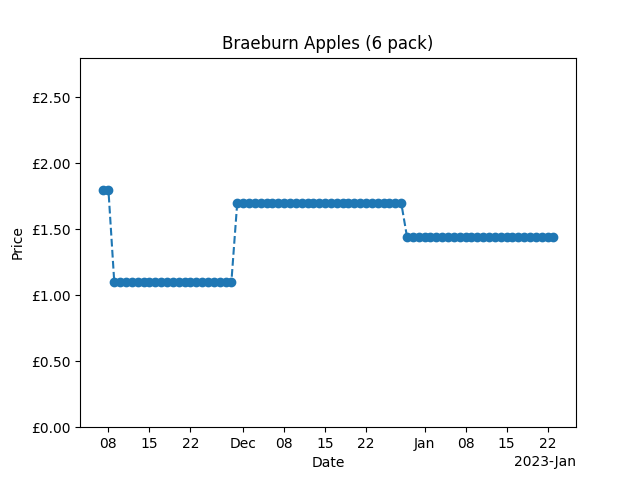 Braeburn Apples (6 pack)
£2.50
£2.00
£1.50
£1.00
£0.50
£0.00
Price
08 15 22 Dec 08 15 22 Jan 08 15 22
Date
2023-Jan